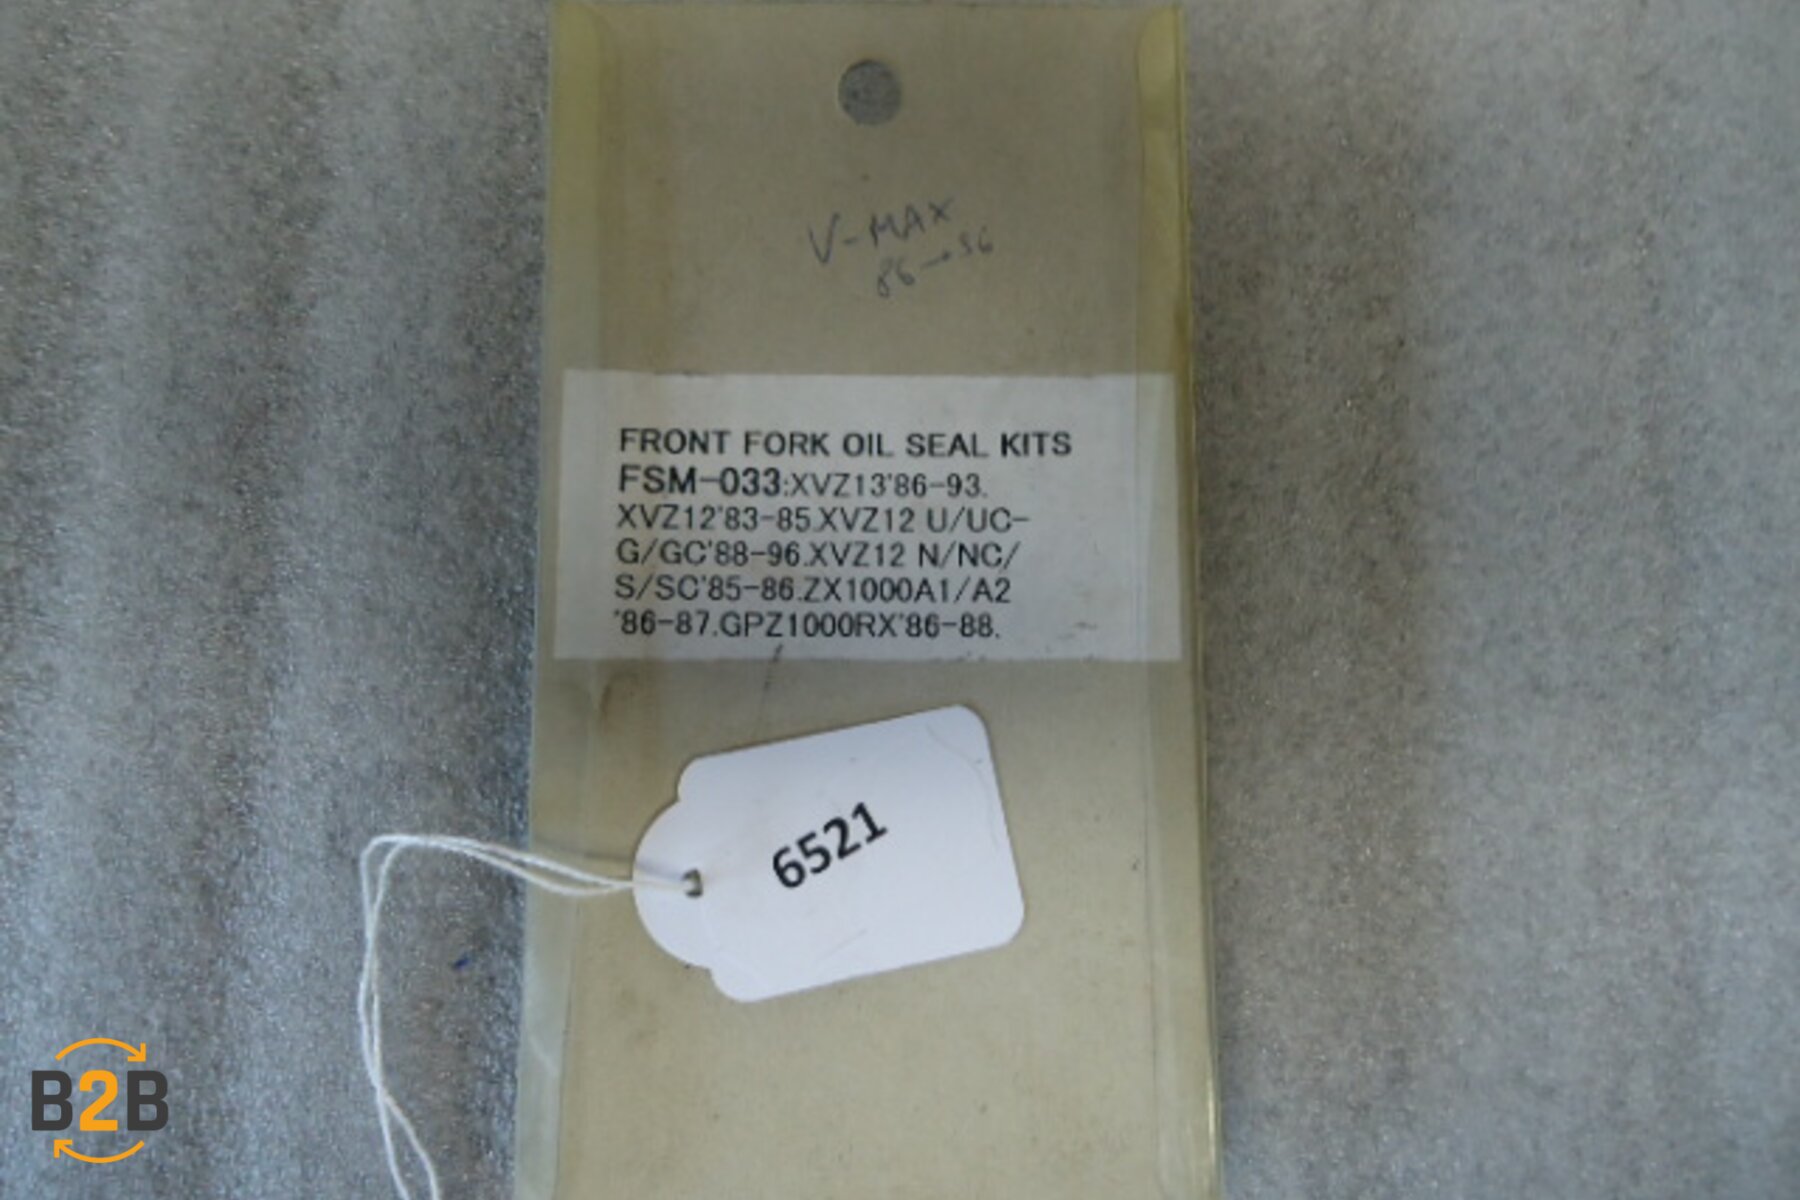 V-MAX
86→96
FRONT FORK OIL SEAL KITS
FSM-033:XVZ13'86-93.
XVZ12'83-85.XVZ12 U/UC-
G/GC'88-96.XVZ12 N/NC/
S/SC'85-86.ZX1000A1/A2
'86-87.GPZ1000RX'86-88.
6521
B2B